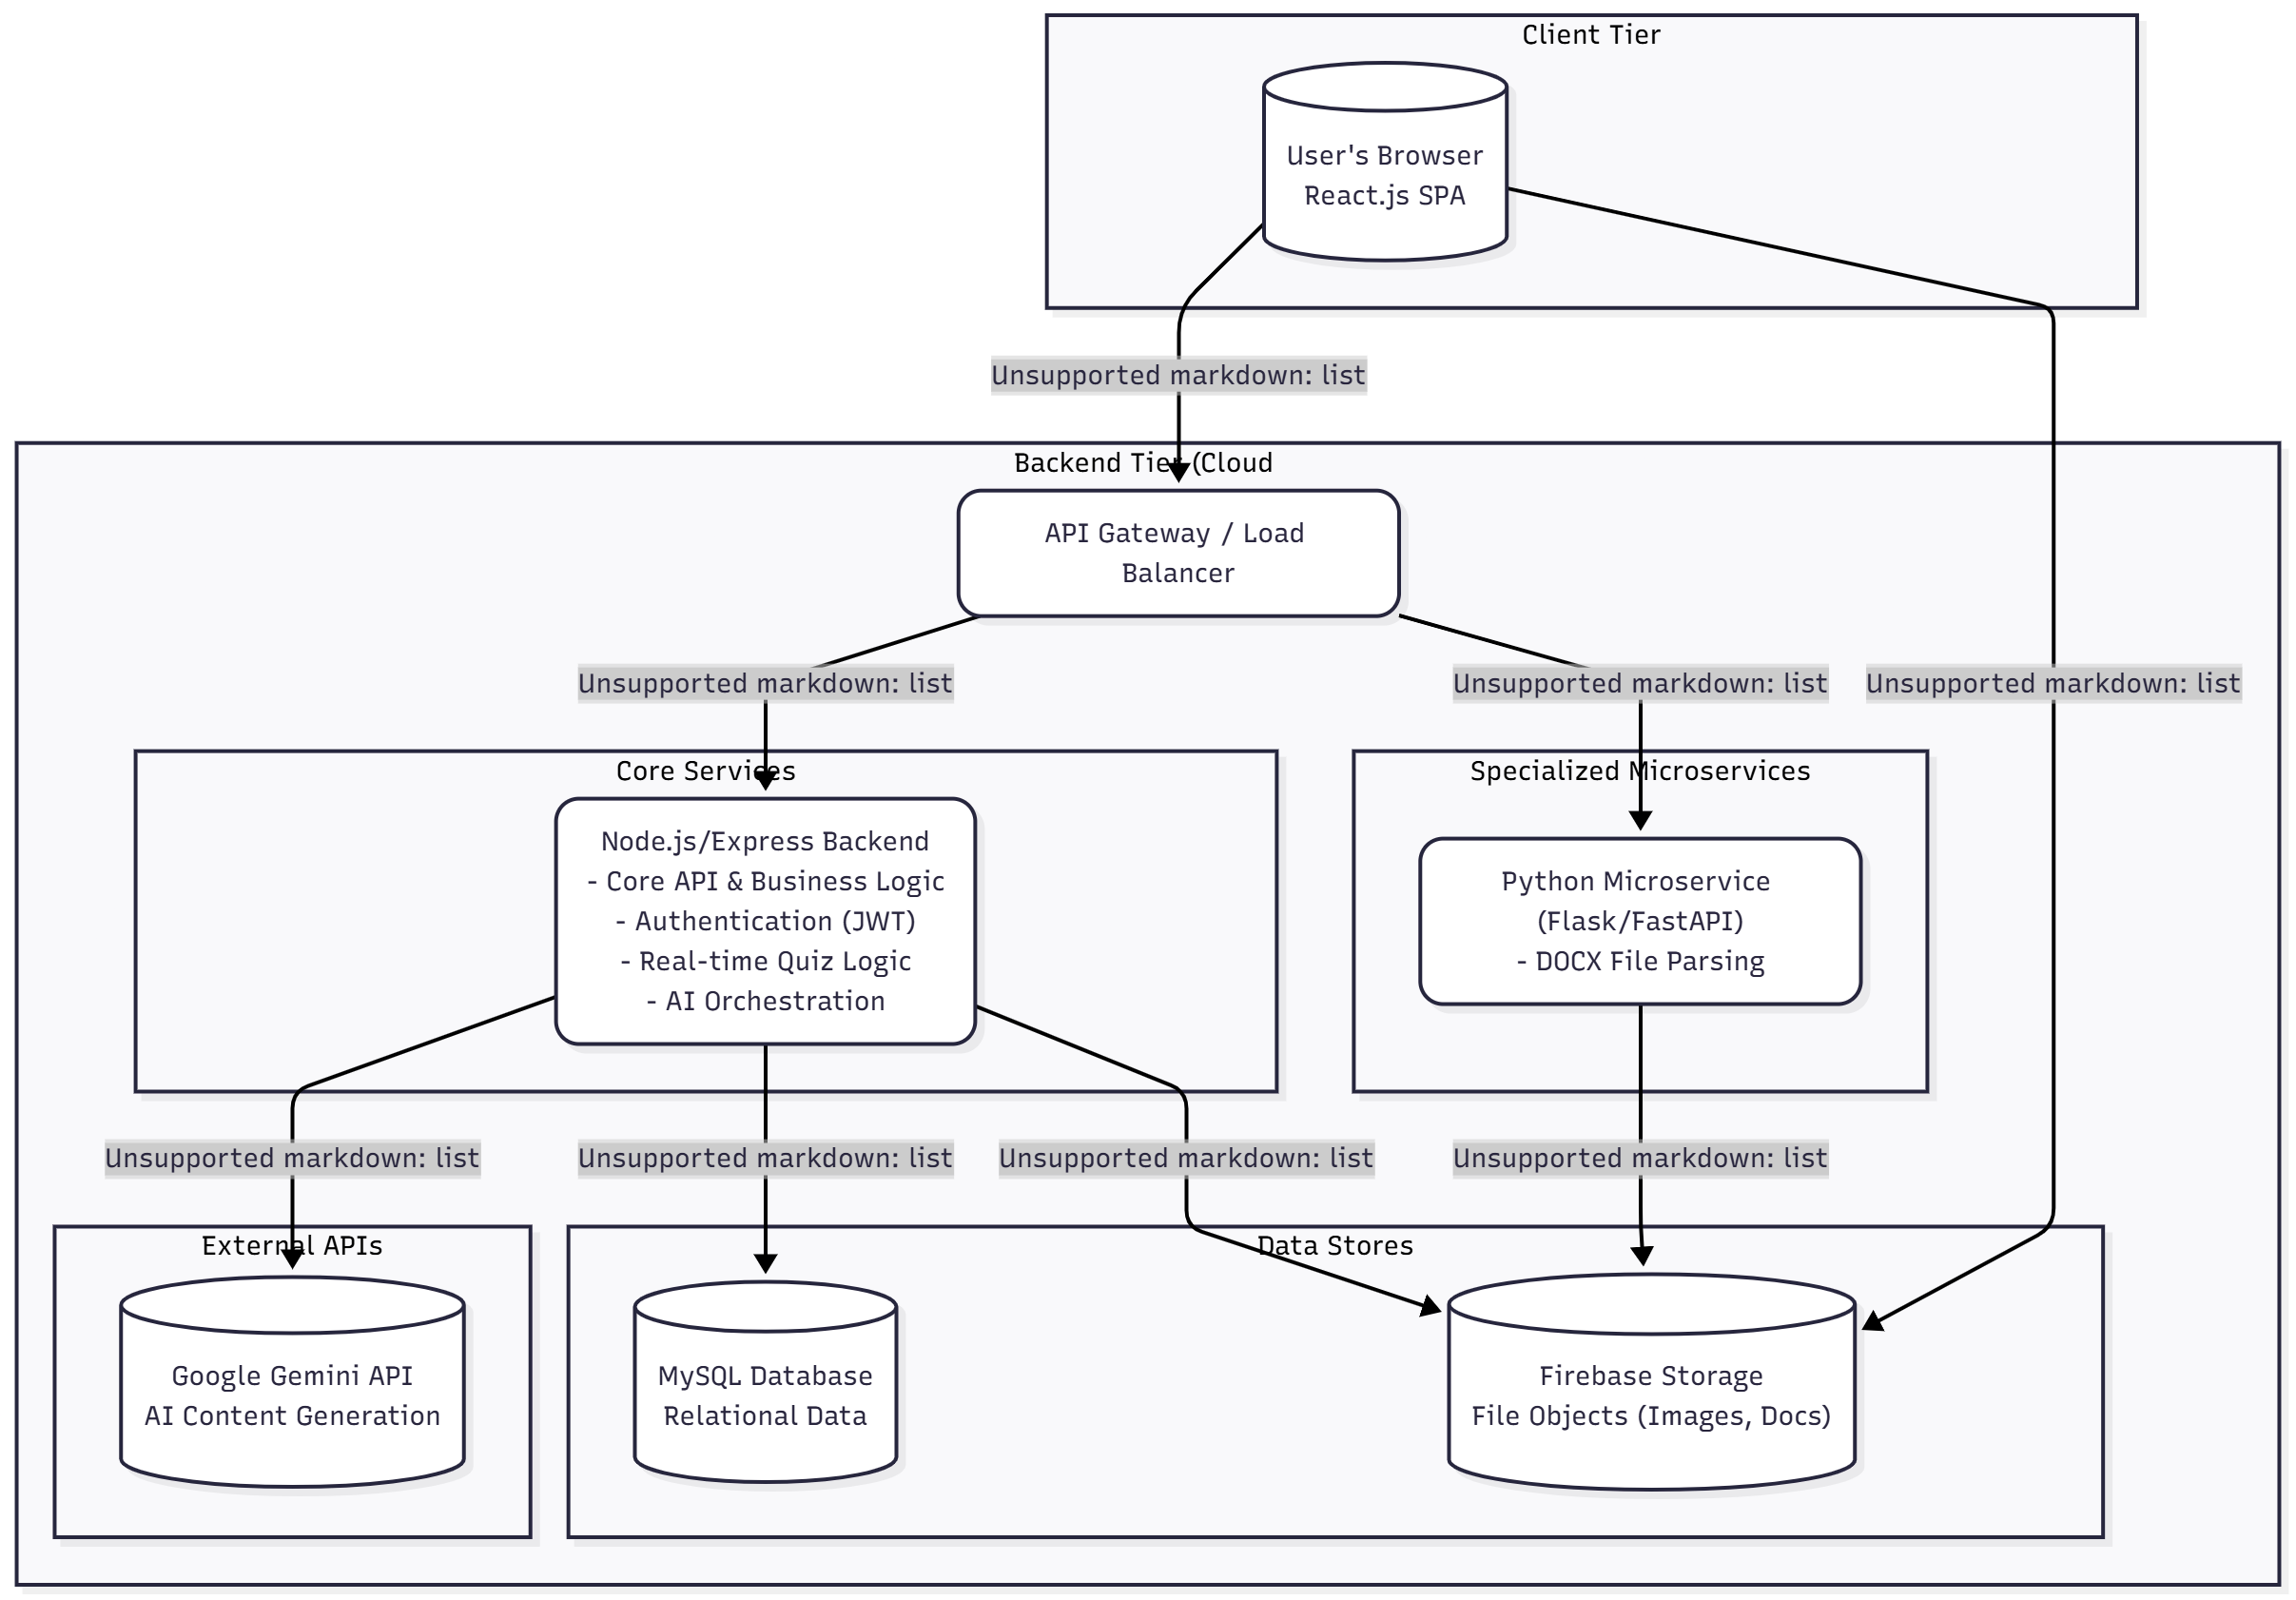 Client Tier
User's Browser
React.js SPA
Unsupported markdown: list
Backend Tier (Cloud
API Gateway / Load
Balancer
Unsupported markdown: list
Unsupported markdown: list
Unsupported markdown: list
Core Services
Node.js/Express Backend
- Core API & Business Logic
- Authentication (JWT)
- Real-time Quiz Logic
- AI Orchestration
Specialized Microservices
Python Microservice
(Flask/FastAPI)
- DOCX File Parsing
Unsupported markdown: list
Unsupported markdown: list
Unsupported markdown: list
Unsupported markdown: list
External APIs
Google Gemini API
AI Content Generation
Data Stores
MySQL Database
Relational Data
Firebase Storage
File Objects (Images, Docs)